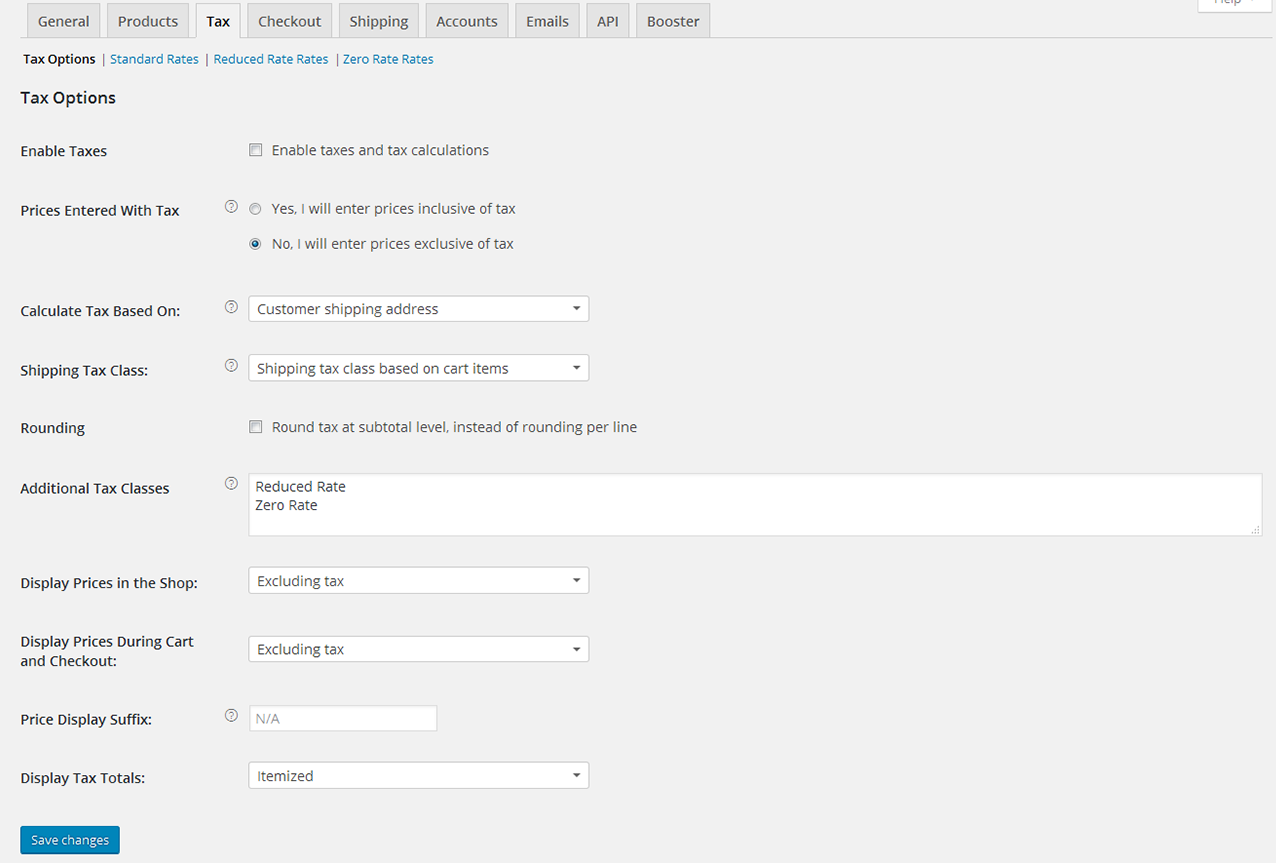 Help
General Products Tax Checkout Shipping Accounts Emails API Booster
Tax Options | Standard Rates | Reduced Rate Rates | Zero Rate Rates
Tax Options
Enable Taxes
Enable taxes and tax calculations
Prices Entered With Tax
Yes, I will enter prices inclusive of tax
No, I will enter prices exclusive of tax
Calculate Tax Based On:
Customer shipping address
Shipping Tax Class:
Shipping tax class based on cart items
Rounding
Round tax at subtotal level, instead of rounding per line
Additional Tax Classes
Reduced Rate
Zero Rate
Display Prices in the Shop:
Excluding tax
Display Prices During Cart
and Checkout:
Excluding tax
Price Display Suffix:
N/A
Display Tax Totals:
Itemized
Save changes